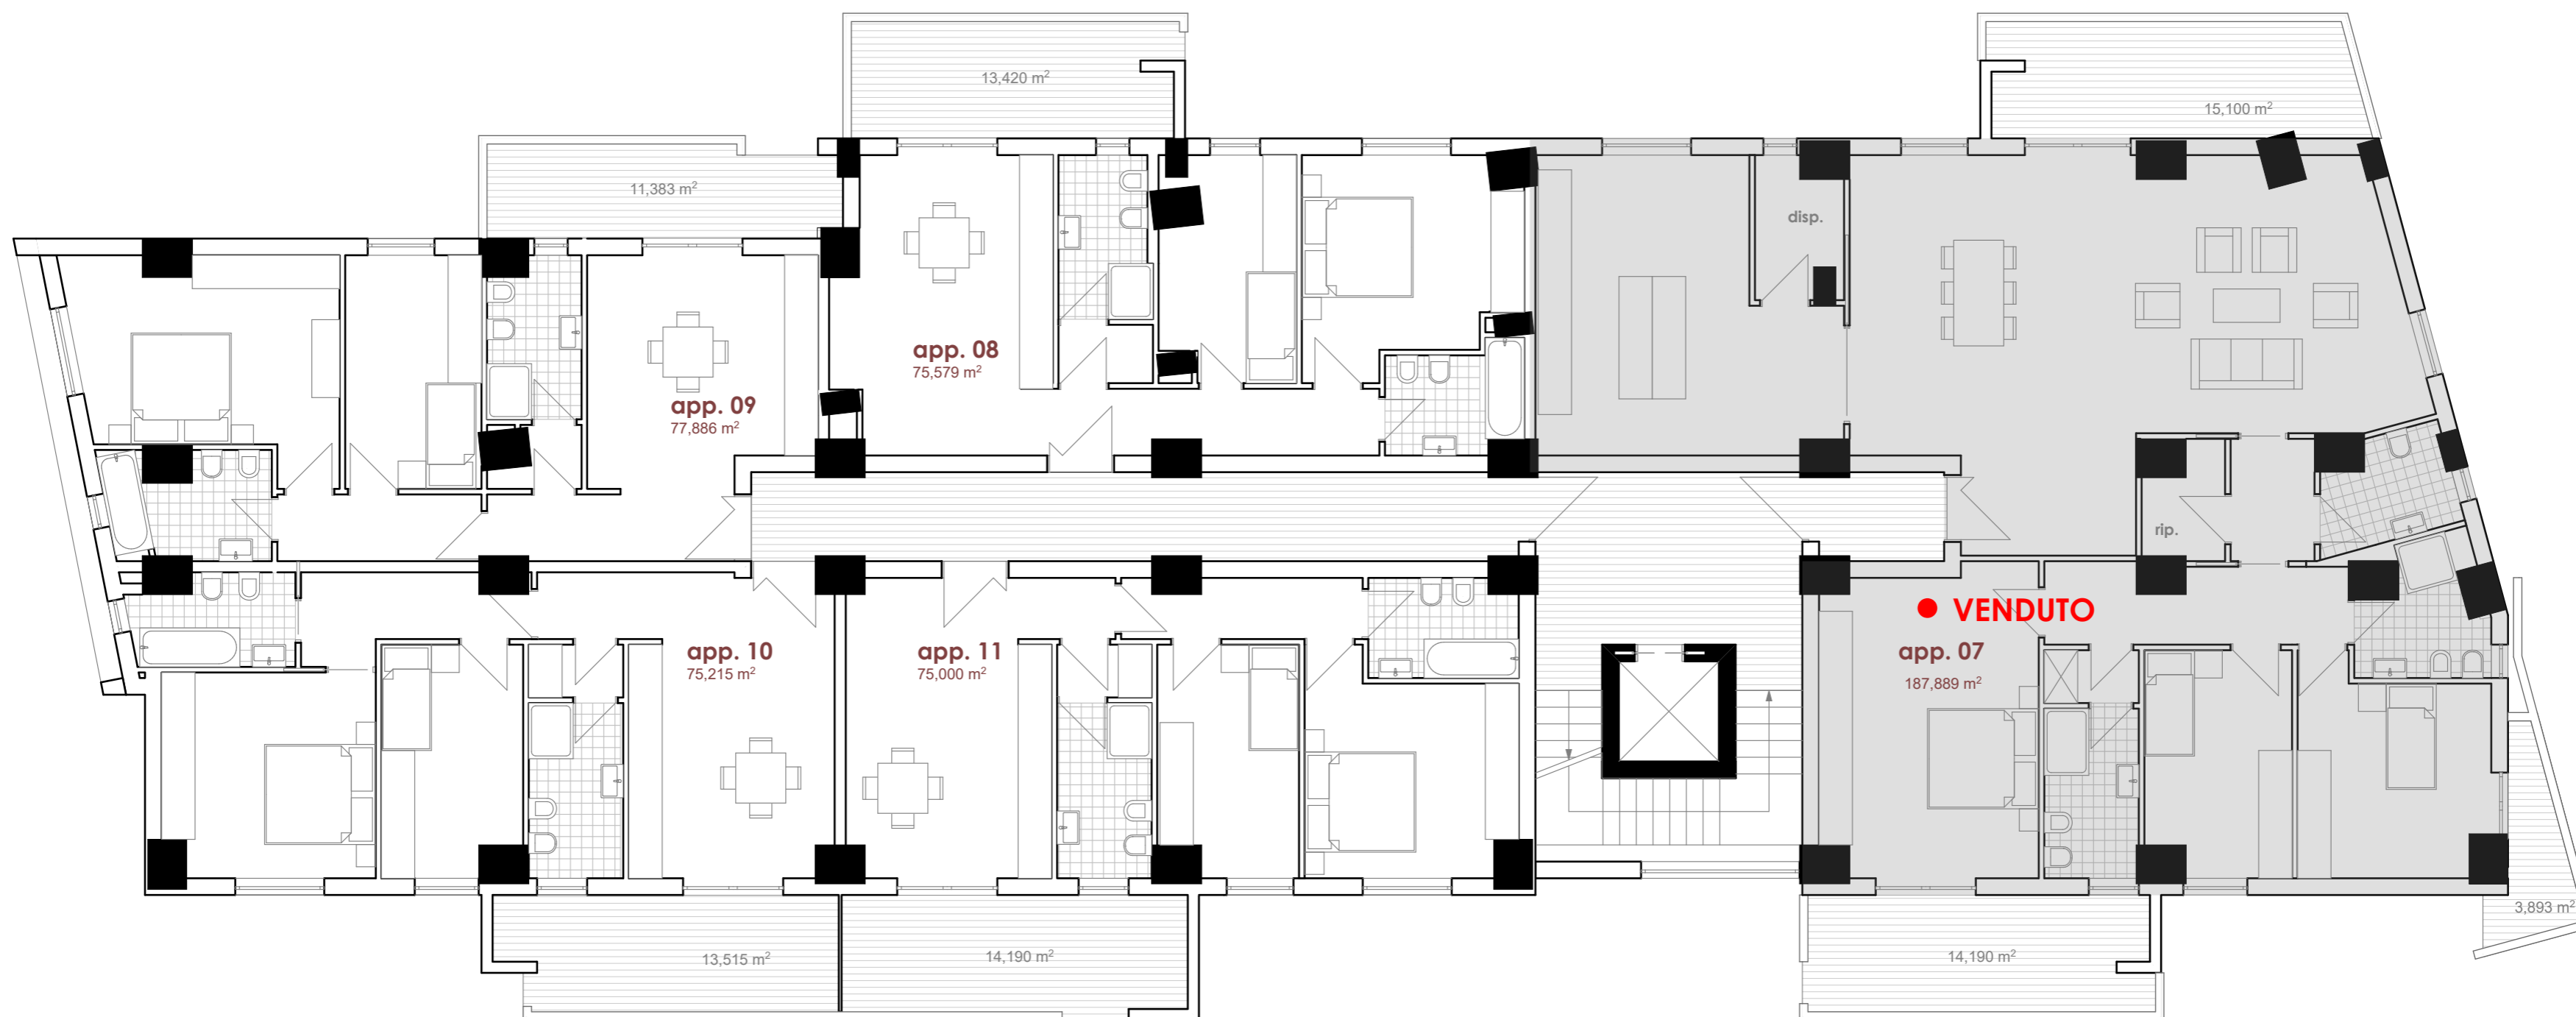 13,420 m²
15,100 m²
11,383 m²
disp.
app. 08
75,579 m²
app. 09
77,886 m²
rip.
VENDUTO
app. 10
75,215 m²
app. 11
75,000 m²
app. 07
187,889 m²
3,893 m²
13,515 m²
14,190 m²
14,190 m²